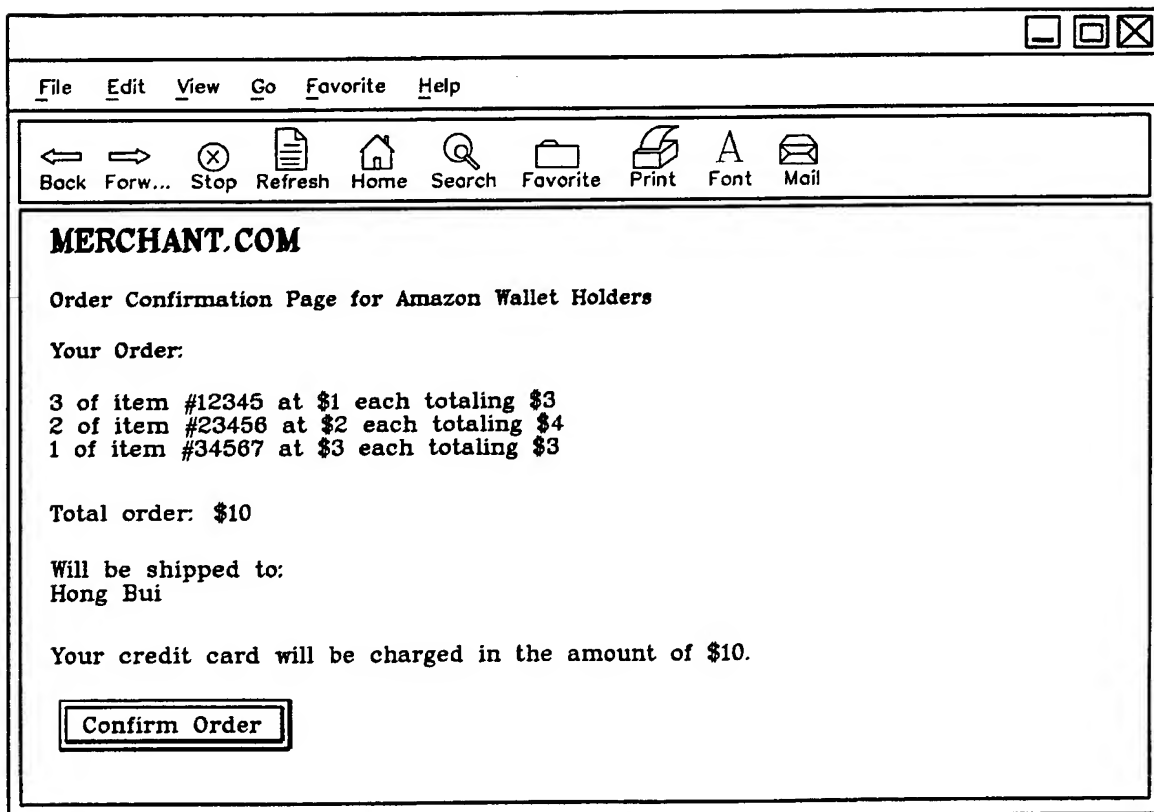 File Edit View Go Favorite Help
Back Forw... Stop Refresh Home Search Favorite Print Font Mail
MERCHANT.COM
Order Confirmation Page for Amazon Wallet Holders
Your Order:
3 of item #12345 at $1 each totaling $3
2 of item #23456 at $2 each totaling $4
1 of item #34567 at $3 each totaling $3
Total order: $10
Will be shipped to:
Hong Bui
Your credit card will be charged in the amount of $10.
Confirm Order